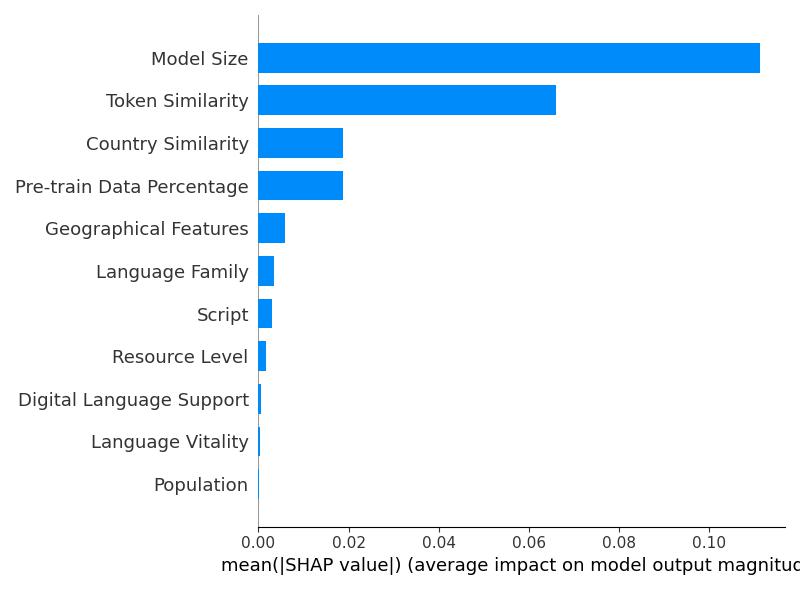 Model Size
Token Similarity
Country Similarity
Pre-train Data Percentage
Geographical Features
Language Family
Script
Resource Level
Digital Language Support
Language Vitality
Population
0.00 0.02 0.04 0.06 0.08 0.10
mean(|SHAP value|) (average impact on model output magnitud